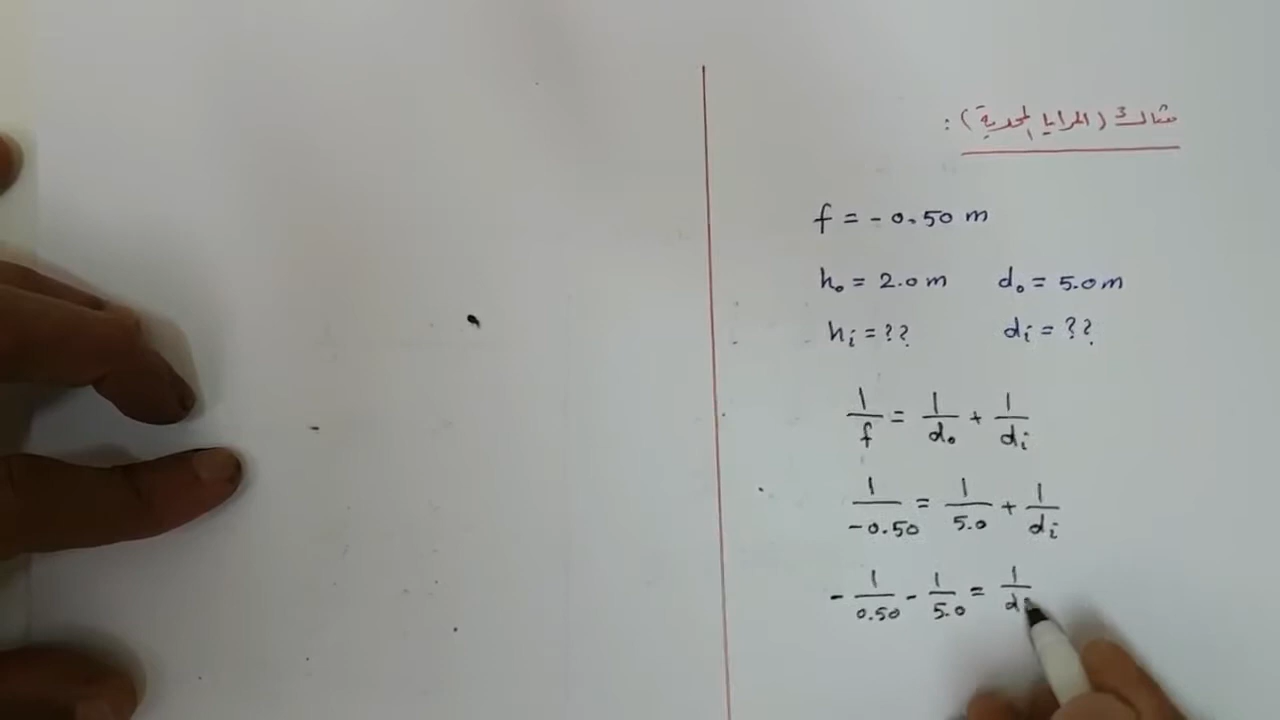 مثال 3 (المرايا المحدبة) :
f = - 0.50 m
h₀ = 2.0 m d₀ = 5.0 m
hᵢ = ?? dᵢ = ??
1/f = 1/d₀ + 1/dᵢ
1/-0.50 = 1/5.0 + 1/dᵢ
- 1/0.50 - 1/5.0 = 1/dᵢ